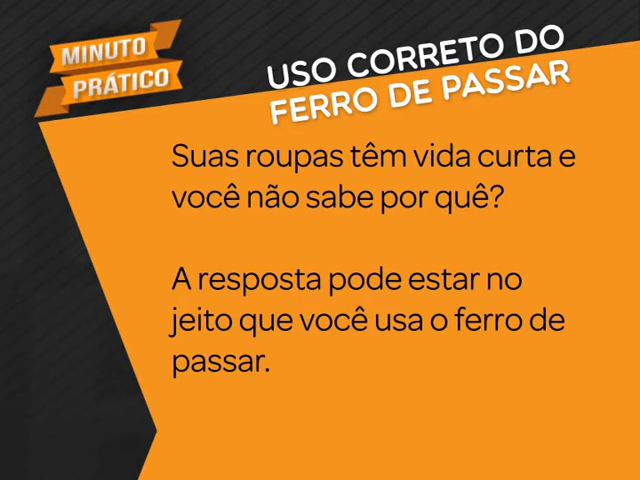 MINUTO
PRÁTICO
USO CORRETO DO
FERRO DE PASSAR
Suas roupas têm vida curta e
você não sabe por quê?
A resposta pode estar no
jeito que você usa o ferro de
passar.